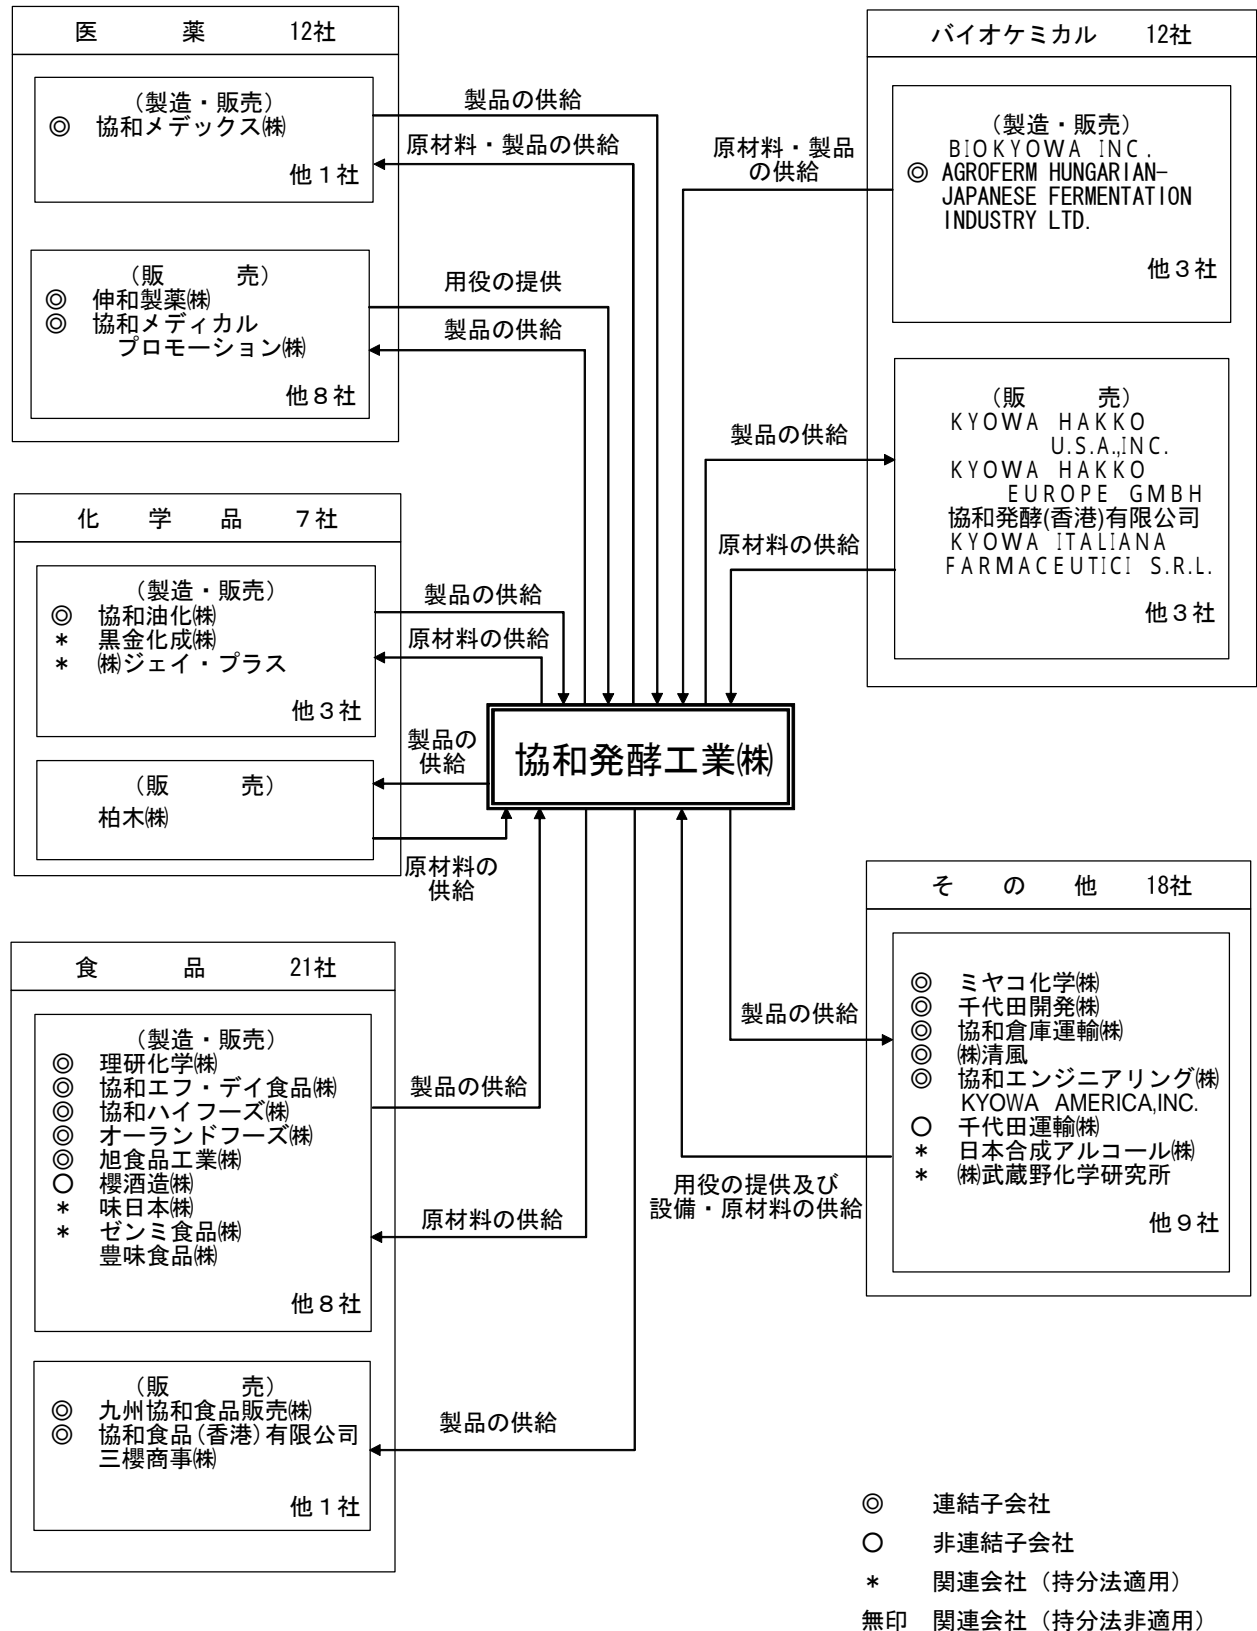 医 薬 12社
(製造・販売)
◎ 協和メデックス㈱
他1社
(販 売)
◎ 伸和製薬㈱
◎ 協和メディカル
プロモーション㈱
他8社
製品の供給
原材料・製品の供給
用役の提供
製品の供給
化 学 品 7社
(製造・販売)
◎ 協和油化㈱
* 黒金化成㈱
* ㈱ジェイ・プラス
他3社
(販 売)
柏木㈱
製品の供給
原材料の供給
製品の
供給
原材料の
供給
協和発酵工業㈱
食 品 21社
(製造・販売)
◎ 理研化学㈱
◎ 協和エフ・デイ食品㈱
◎ 協和ハイフーズ㈱
◎ オーランドフーズ㈱
◎ 旭食品工業㈱
○ 櫻酒造㈱
* 味日本㈱
* ゼンミ食品㈱
豊味食品㈱
他8社
(販 売)
◎ 九州協和食品販売㈱
◎ 協和食品(香港)有限公司
三櫻商事㈱
他1社
製品の供給
原材料の供給
製品の供給
バイオケミカル 12社
(製造・販売)
BIOKYOWA INC.
◎ AGROFERM HUNGARIAN-
JAPANESE FERMENTATION
INDUSTRY LTD.
他3社
(販 売)
KYOWA HAKKO
U.S.A.,INC.
KYOWA HAKKO
EUROPE GMBH
協和発酵(香港)有限公司
KYOWA ITALIANA
FARMACEUTICI S.R.L.
他3社
原材料・製品
の供給
製品の供給
原材料の供給
そ の 他 18社
◎ ミヤコ化学㈱
◎ 千代田開発㈱
◎ 協和倉庫運輸㈱
◎ ㈱清風
◎ 協和エンジニアリング㈱
KYOWA AMERICA,INC.
○ 千代田運輸㈱
* 日本合成アルコール㈱
* ㈱武蔵野化学研究所
他9社
製品の供給
用役の提供及び
設備・原材料の供給
◎ 連結子会社
○ 非連結子会社
* 関連会社(持分法適用)
無印 関連会社(持分法非適用)